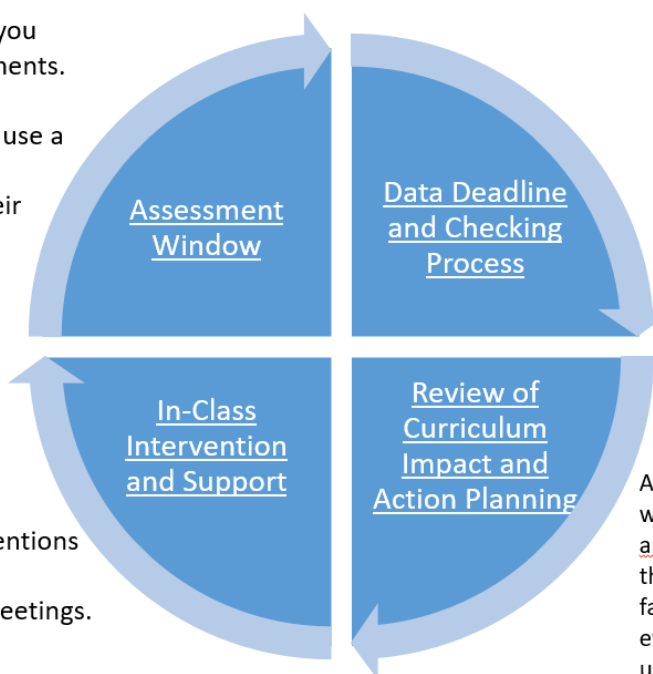 you
ments.
use a
eir
Assessment
Window
Data Deadline
and Checking
Process
In-Class
Intervention
and Support
Review of
Curriculum
Impact and
Action Planning
entions
eetings.
A
w
a
th
fa
e
u